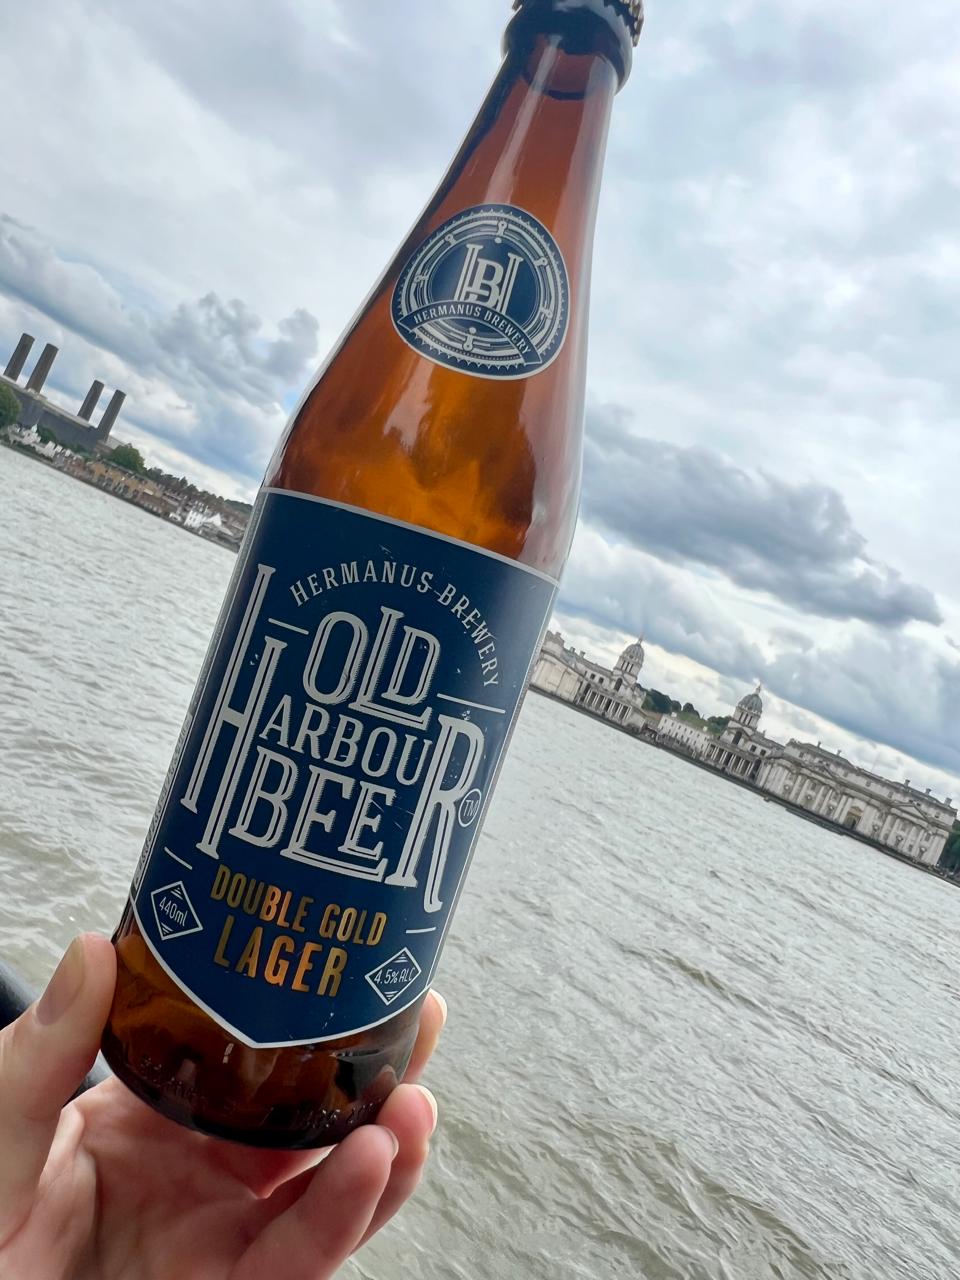 HB
HERMANUS BREWERY
HERMANUS BREWERY
OLD
HARBOUR
BEER
TM
DOUBLE GOLD
LAGER
440ml
4.5% ALC